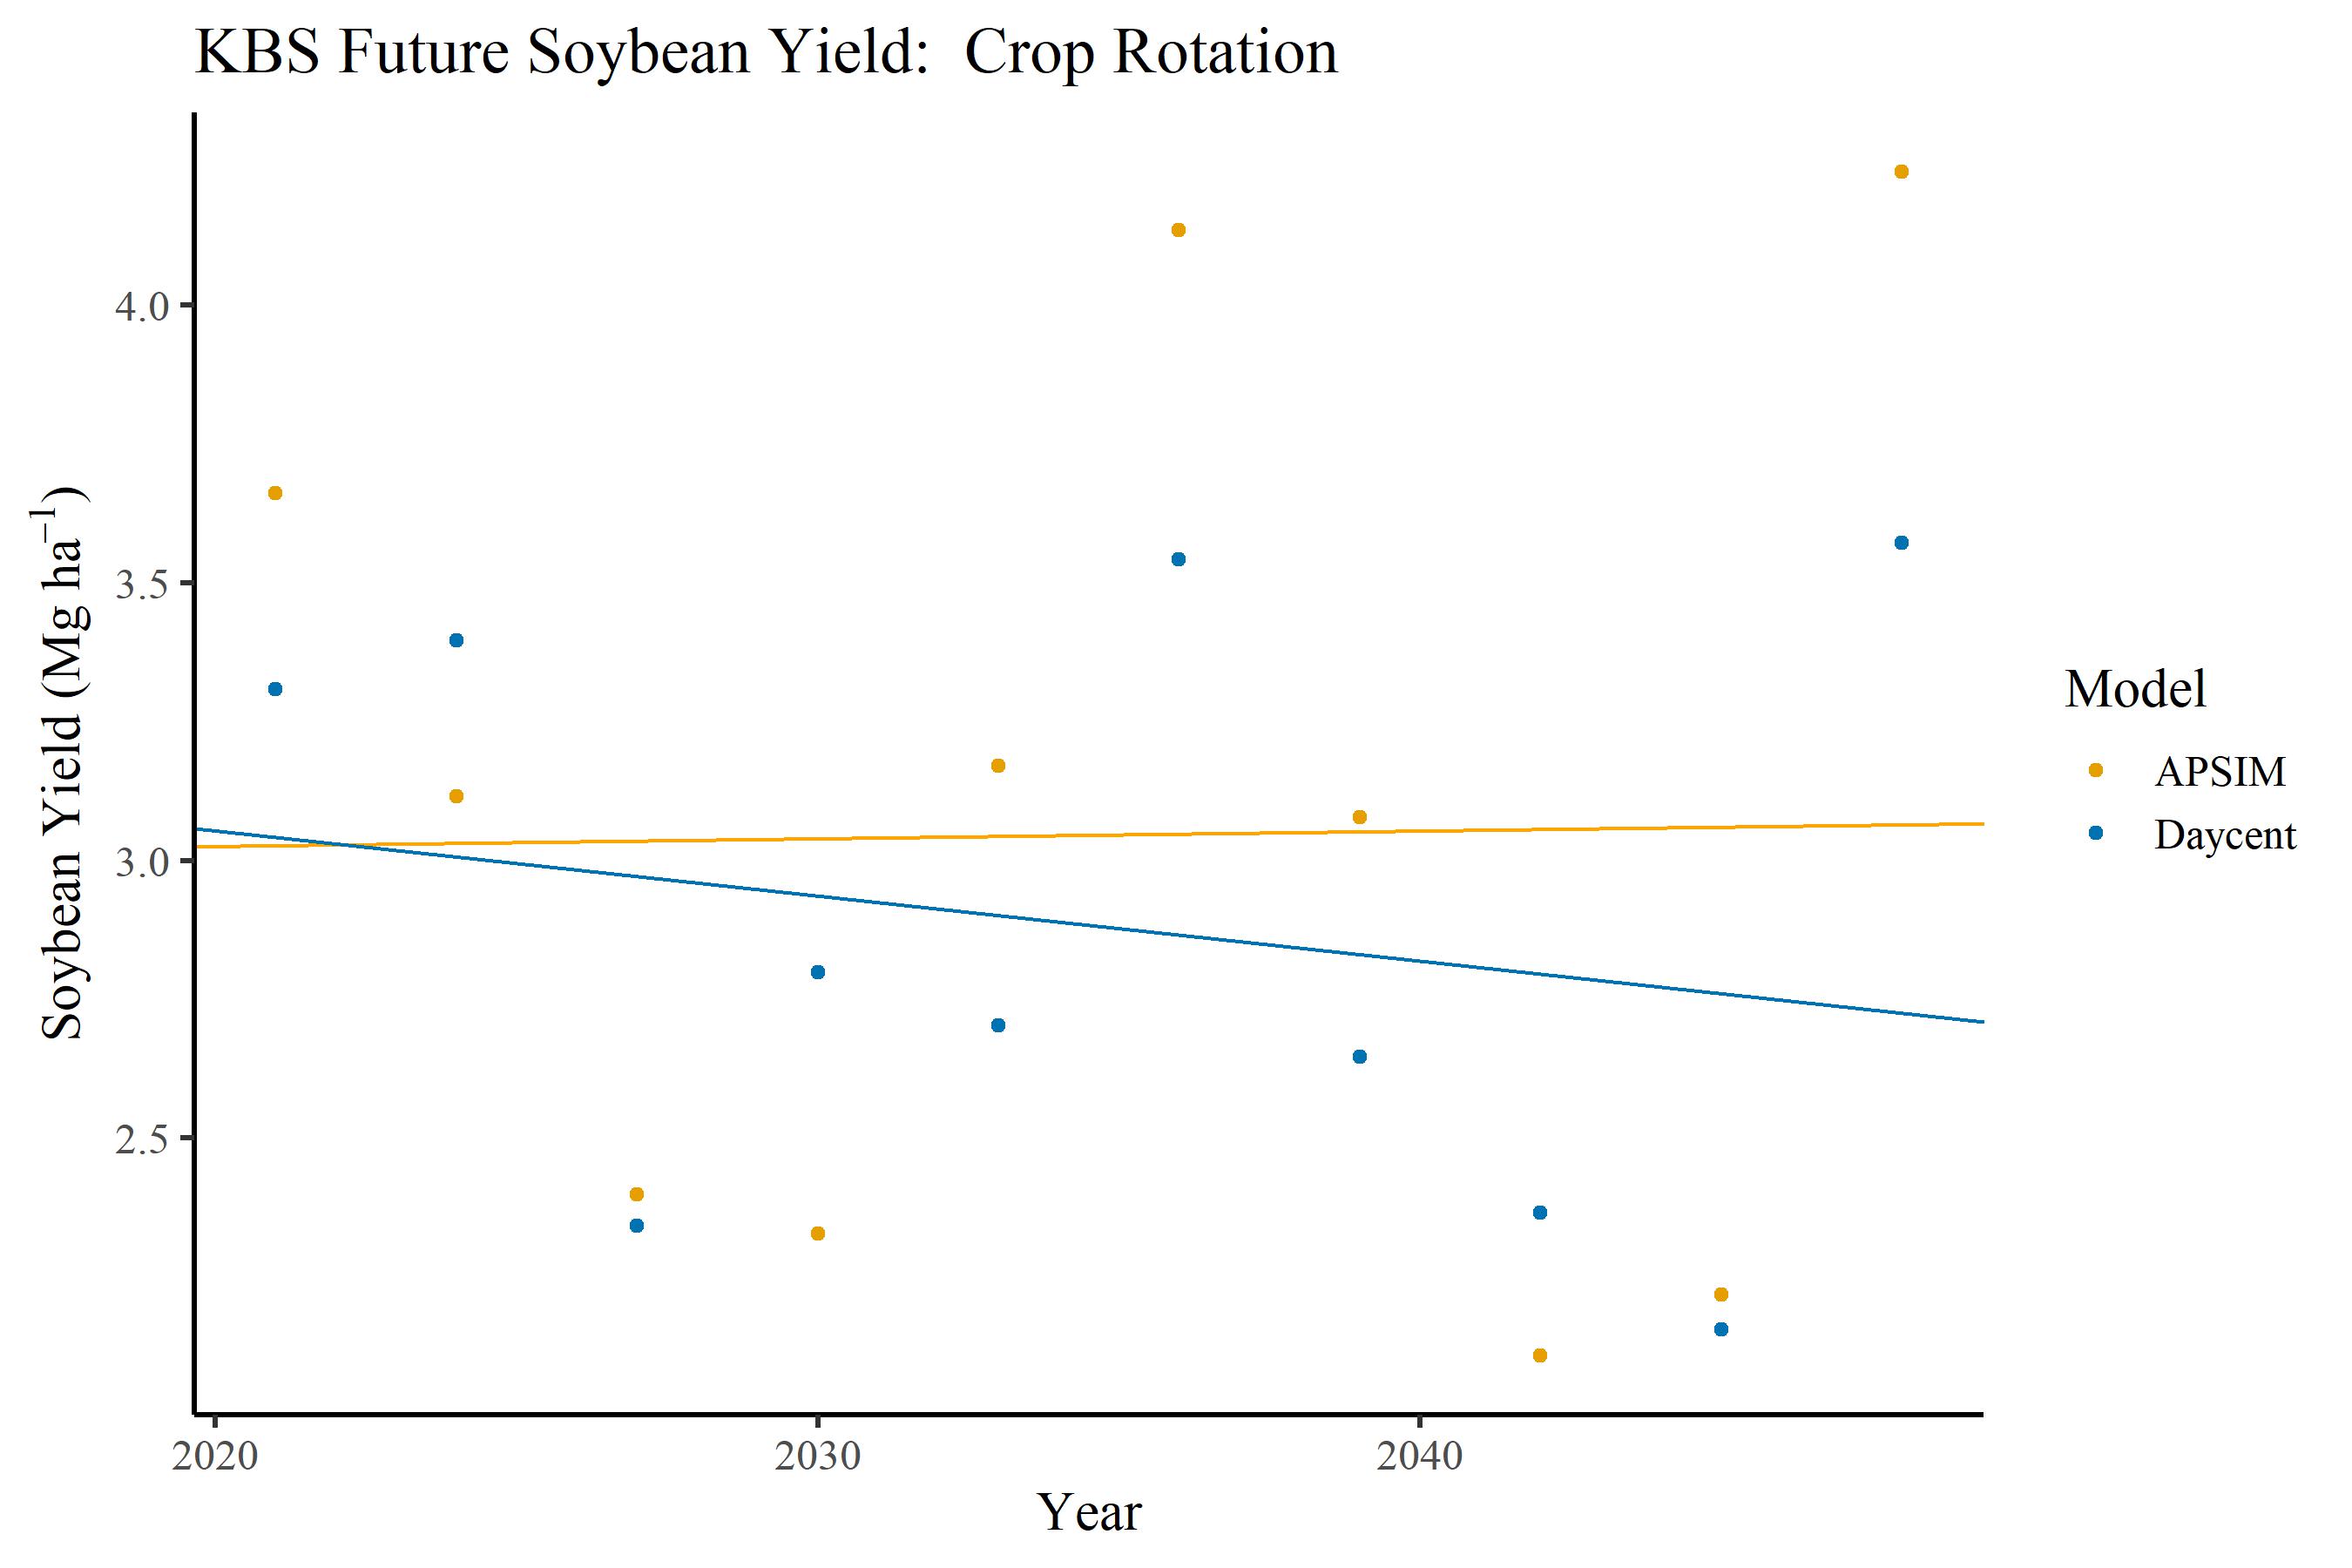 KBS Future Soybean Yield:  Crop Rotation
Soybean Yield (Mg ha⁻¹)
4.0
3.5
3.0
2.5
2020
2030
2040
Year
Model
APSIM
Daycent